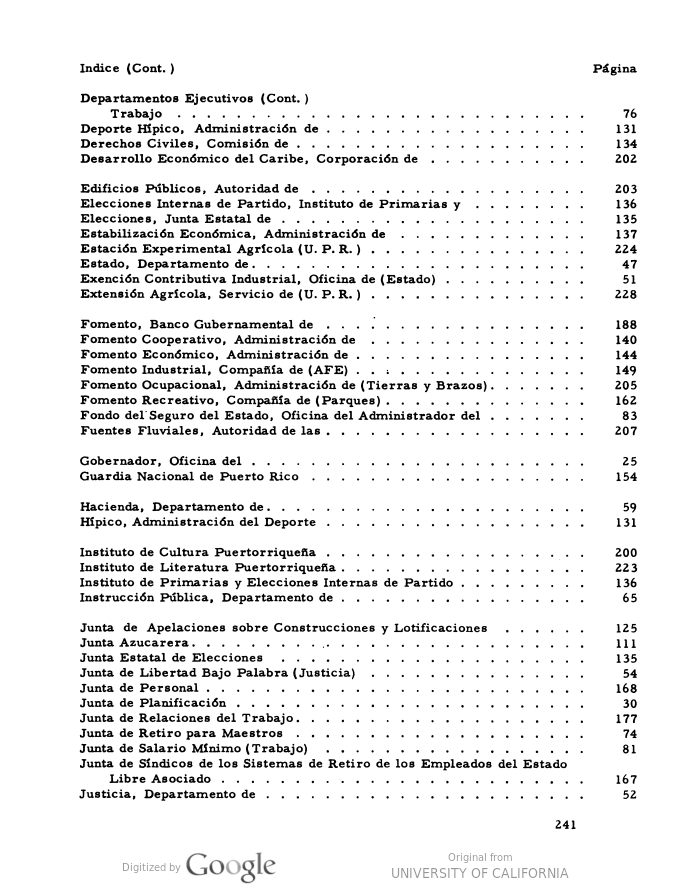 Indice (Cont. ) Página
Departamentos Ejecutivos (Cont. )
Trabajo . . . . . . . . . . . . . . . . . . . . . . . . . . . . 76
Deporte Hípico, Administración de . . . . . . . . . . . . . . . . . . 131
Derechos Civiles, Comisión de . . . . . . . . . . . . . . . . . . . . 134
Desarrollo Económico del Caribe, Corporación de . . . . . . . . . . . 202
Edificios Públicos, Autoridad de . . . . . . . . . . . . . . . . . . . 203
Elecciones Internas de Partido, Instituto de Primarias y . . . . . . . . 136
Elecciones, Junta Estatal de . . . . . . . . . . . . . . . . . . . . . 135
Estabilización Económica, Administración de . . . . . . . . . . . . . 137
Estación Experimental Agrícola (U. P. R. ) . . . . . . . . . . . . . . . 224
Estado, Departamento de . . . . . . . . . . . . . . . . . . . . . . . 47
Exención Contributiva Industrial, Oficina de (Estado) . . . . . . . . . . 51
Extensión Agrícola, Servicio de (U. P. R. ) . . . . . . . . . . . . . . . 228
Fomento, Banco Gubernamental de . . . . . . . . . . . . . . . . . . 188
Fomento Cooperativo, Administración de . . . . . . . . . . . . . . . 140
Fomento Económico, Administración de . . . . . . . . . . . . . . . . 144
Fomento Industrial, Compañía de (AFE) . . . . . . . . . . . . . . . . 149
Fomento Ocupacional, Administración de (Tierras y Brazos) . . . . . . . 205
Fomento Recreativo, Compañía de (Parques) . . . . . . . . . . . . . . 162
Fondo del Seguro del Estado, Oficina del Administrador del . . . . . . . 83
Fuentes Fluviales, Autoridad de las . . . . . . . . . . . . . . . . . . 207
Gobernador, Oficina del . . . . . . . . . . . . . . . . . . . . . . . 25
Guardia Nacional de Puerto Rico . . . . . . . . . . . . . . . . . . . 154
Hacienda, Departamento de . . . . . . . . . . . . . . . . . . . . . . 59
Hípico, Administración del Deporte . . . . . . . . . . . . . . . . . . 131
Instituto de Cultura Puertorriqueña . . . . . . . . . . . . . . . . . . 200
Instituto de Literatura Puertorriqueña . . . . . . . . . . . . . . . . . 223
Instituto de Primarias y Elecciones Internas de Partido . . . . . . . . . 136
Instrucción Pública, Departamento de . . . . . . . . . . . . . . . . . 65
Junta de Apelaciones sobre Construcciones y Lotificaciones . . . . . . 125
Junta Azucarera . . . . . . . . . . . . . . . . . . . . . . . . . . . 111
Junta Estatal de Elecciones . . . . . . . . . . . . . . . . . . . . . 135
Junta de Libertad Bajo Palabra (Justicia) . . . . . . . . . . . . . . . 54
Junta de Personal . . . . . . . . . . . . . . . . . . . . . . . . . . 168
Junta de Planificación . . . . . . . . . . . . . . . . . . . . . . . . 30
Junta de Relaciones del Trabajo . . . . . . . . . . . . . . . . . . . . 177
Junta de Retiro para Maestros . . . . . . . . . . . . . . . . . . . . 74
Junta de Salario Mínimo (Trabajo) . . . . . . . . . . . . . . . . . . 81
Junta de Síndicos de los Sistemas de Retiro de los Empleados del Estado
Libre Asociado . . . . . . . . . . . . . . . . . . . . . . . . . 167
Justicia, Departamento de . . . . . . . . . . . . . . . . . . . . . . 52
241
Digitized by Google
Original from
UNIVERSITY OF CALIFORNIA